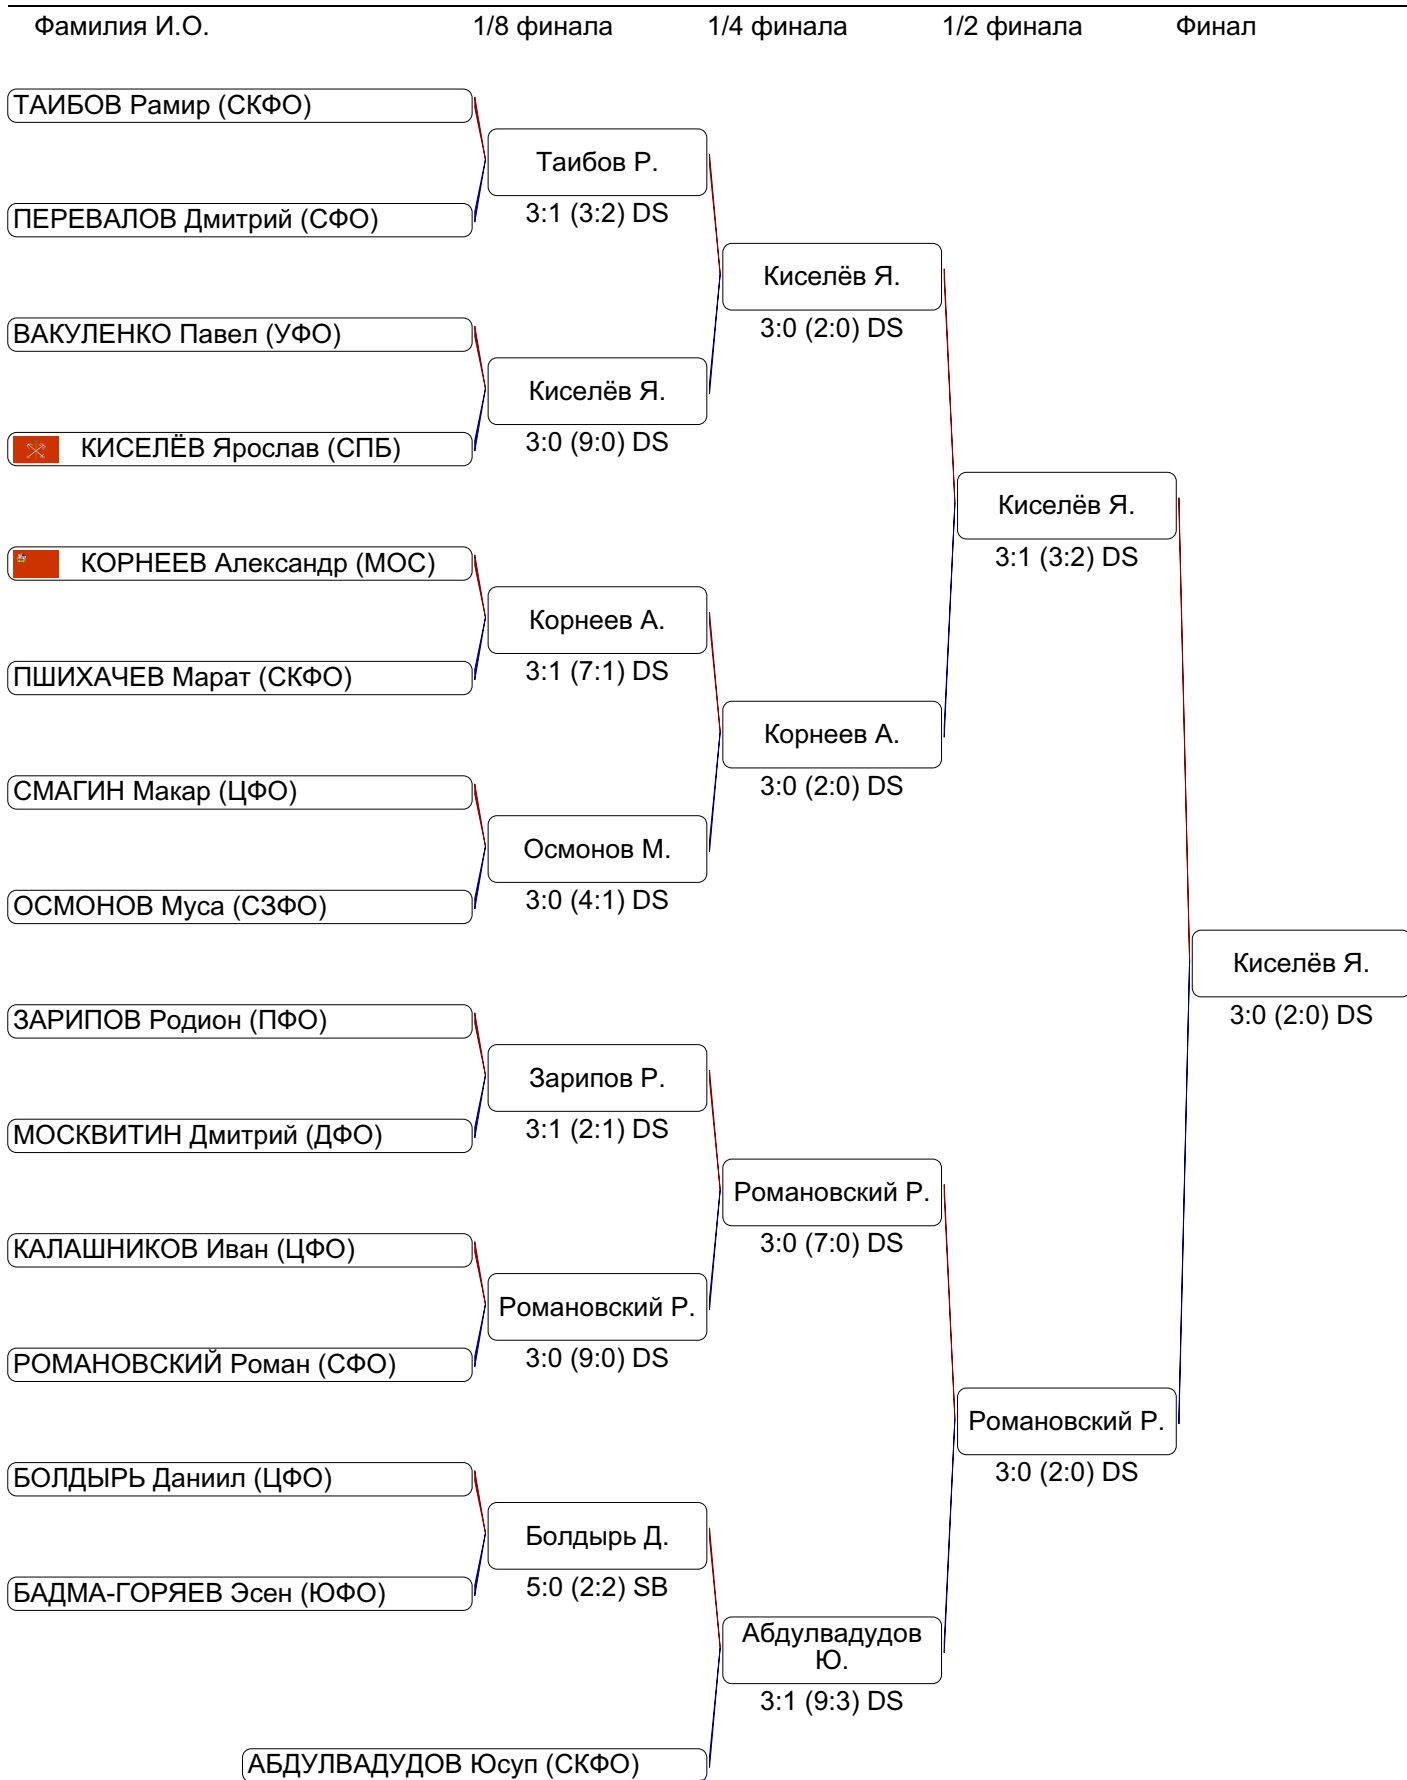 Фамилия И.О. 1/8 финала 1/4 финала 1/2 финала Финал
ТАИБОВ Рамир (СКФО)
Таибов Р.
3:1 (3:2) DS
ПЕРЕВАЛОВ Дмитрий (СФО)
Киселёв Я.
3:0 (2:0) DS
ВАКУЛЕНКО Павел (УФО)
Киселёв Я.
3:0 (9:0) DS
КИСЕЛЁВ Ярослав (СПБ)
Киселёв Я.
3:1 (3:2) DS
КОРНЕЕВ Александр (МОС)
Корнеев А.
3:1 (7:1) DS
ПШИХАЧЕВ Марат (СКФО)
Корнеев А.
3:0 (2:0) DS
СМАГИН Макар (ЦФО)
Осмонов М.
3:0 (4:1) DS
ОСМОНОВ Муса (СЗФО)
Киселёв Я.
3:0 (2:0) DS
ЗАРИПОВ Родион (ПФО)
Зарипов Р.
3:1 (2:1) DS
МОСКВИТИН Дмитрий (ДФО)
Романовский Р.
3:0 (7:0) DS
КАЛАШНИКОВ Иван (ЦФО)
Романовский Р.
3:0 (9:0) DS
РОМАНОВСКИЙ Роман (СФО)
Романовский Р.
3:0 (2:0) DS
БОЛДЫРЬ Даниил (ЦФО)
Болдырь Д.
5:0 (2:2) SB
БАДМА-ГОРЯЕВ Эсен (ЮФО)
Абдулвадудов
Ю.
3:1 (9:3) DS
АБДУЛВАДУДОВ Юсуп (СКФО)